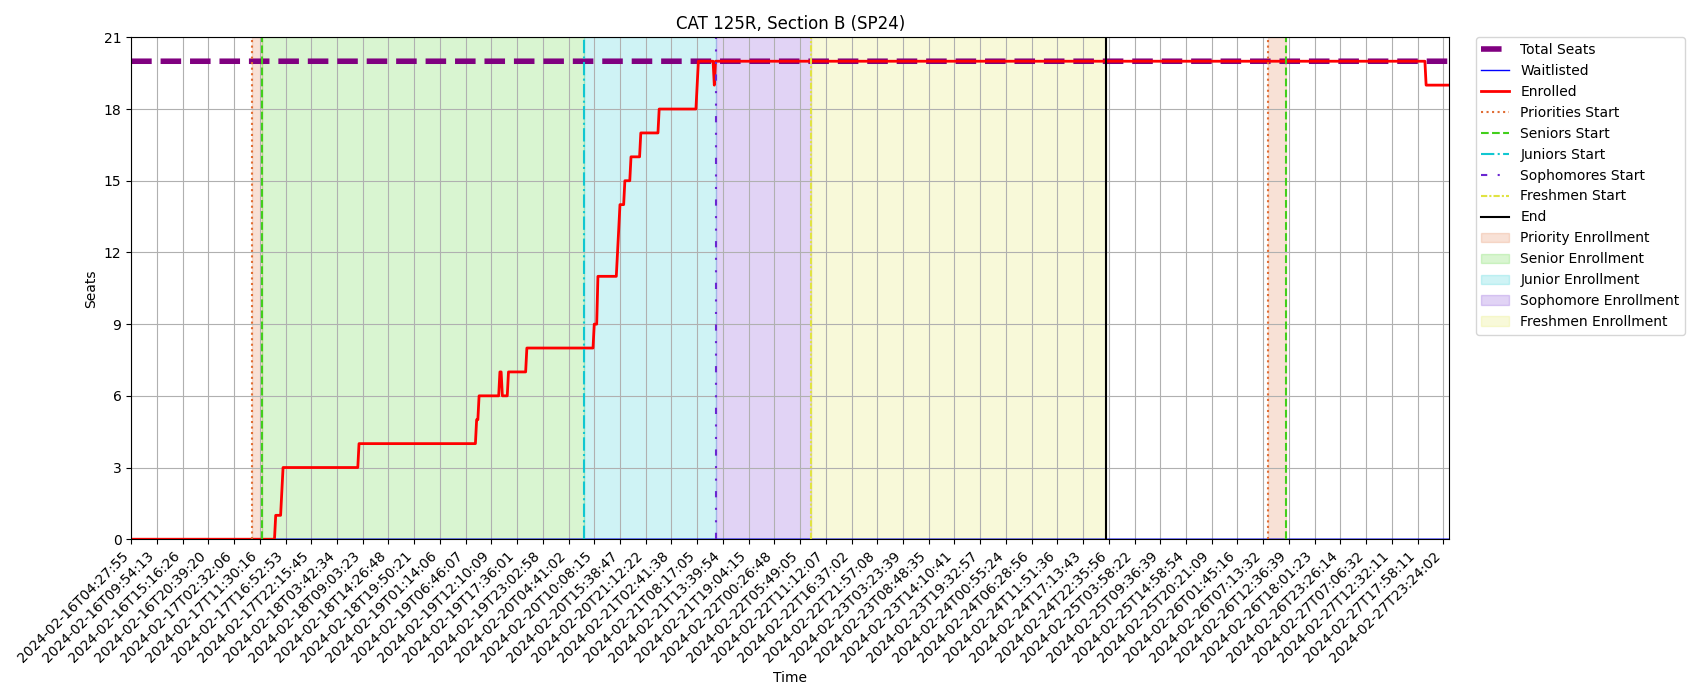 CAT 125R, Section B (SP24)
21
18
15
12
9
6
3
0
Seats
2024-02-16T04:27:55
2024-02-16T09:54:13
2024-02-16T15:16:26
2024-02-16T20:39:20
2024-02-17T02:32:06
2024-02-17T11:30:16
2024-02-17T16:52:53
2024-02-17T22:15:45
2024-02-18T03:42:34
2024-02-18T09:03:23
2024-02-18T14:26:48
2024-02-18T19:50:21
2024-02-19T01:14:06
2024-02-19T06:46:07
2024-02-19T12:10:09
2024-02-19T17:36:01
2024-02-19T23:02:58
2024-02-20T04:41:02
2024-02-20T10:08:15
2024-02-20T15:38:47
2024-02-20T21:12:22
2024-02-21T02:41:38
2024-02-21T08:17:05
2024-02-21T13:39:54
2024-02-21T19:04:15
2024-02-22T00:26:48
2024-02-22T05:49:05
2024-02-22T11:12:07
2024-02-22T16:37:02
2024-02-22T21:57:08
2024-02-23T03:23:39
2024-02-23T08:48:35
2024-02-23T14:10:41
2024-02-23T19:32:57
2024-02-24T00:55:24
2024-02-24T06:28:56
2024-02-24T11:51:36
2024-02-24T17:13:43
2024-02-24T22:35:56
2024-02-25T03:58:22
2024-02-25T09:36:39
2024-02-25T14:58:54
2024-02-25T20:21:09
2024-02-26T01:45:16
2024-02-26T07:13:32
2024-02-26T12:36:39
2024-02-26T18:01:23
2024-02-26T23:26:14
2024-02-27T07:06:32
2024-02-27T12:32:11
2024-02-27T17:58:11
2024-02-27T23:24:02
Time
Total Seats
Waitlisted
Enrolled
Priorities Start
Seniors Start
Juniors Start
Sophomores Start
Freshmen Start
End
Priority Enrollment
Senior Enrollment
Junior Enrollment
Sophomore Enrollment
Freshmen Enrollment